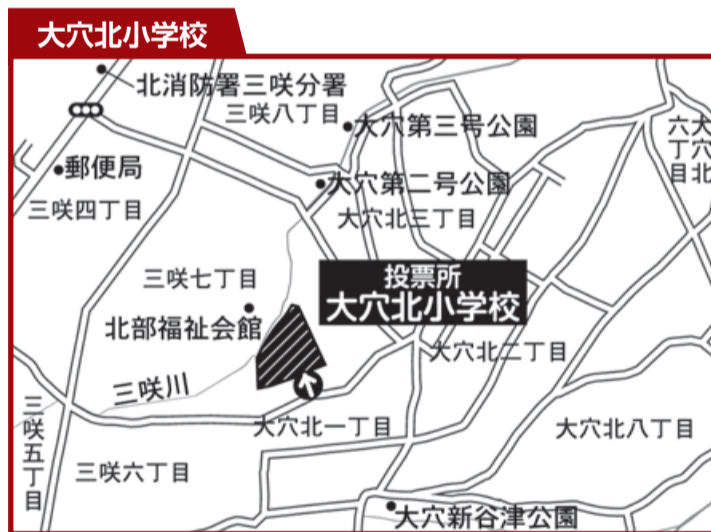 大穴北小学校
北消防署三咲分署
三咲八丁目
大穴第三号公園
大穴北六丁目
郵便局
大穴第二号公園
三咲四丁目
大穴北三丁目
三咲七丁目
投票所
大穴北小学校
北部福祉会館
大穴北二丁目
三咲川
三咲五丁目
大穴北一丁目
大穴北八丁目
三咲六丁目
大穴新谷津公園